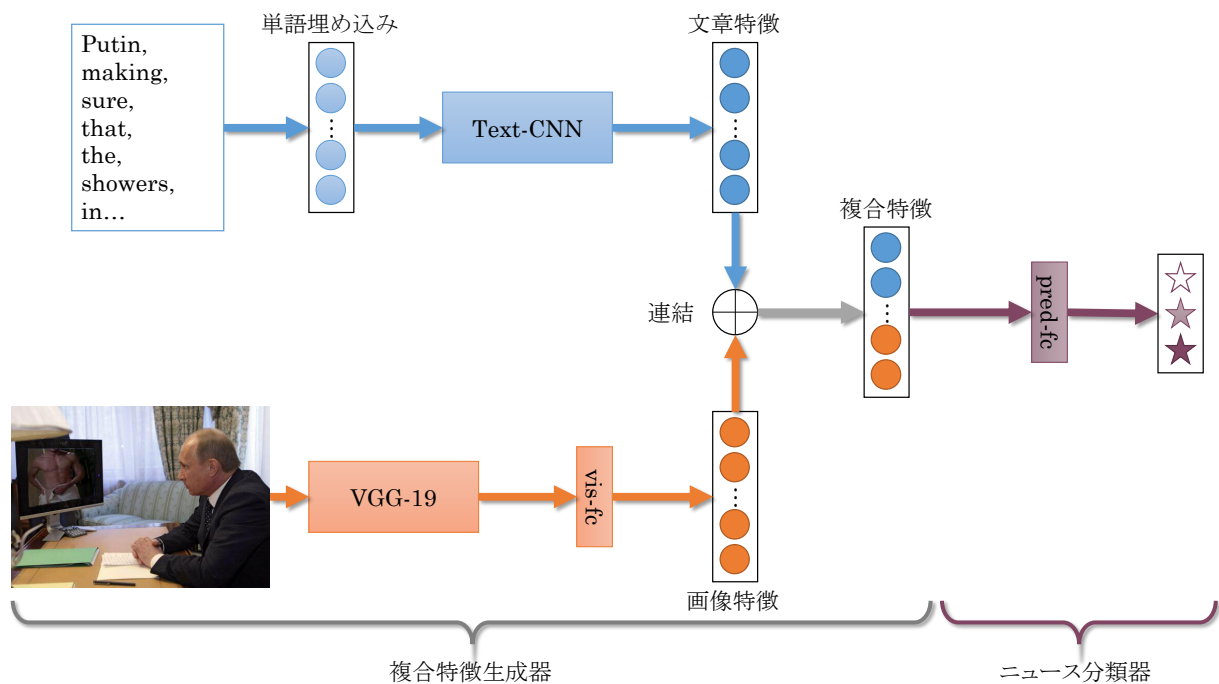 単語埋め込み
文章特徴
Putin,
making,
sure,
that,
the,
showers,
in…
Text-CNN
複合特徴
連結
pred-fc
VGG-19
vis-fc
画像特徴
複合特徴生成器
ニュース分類器